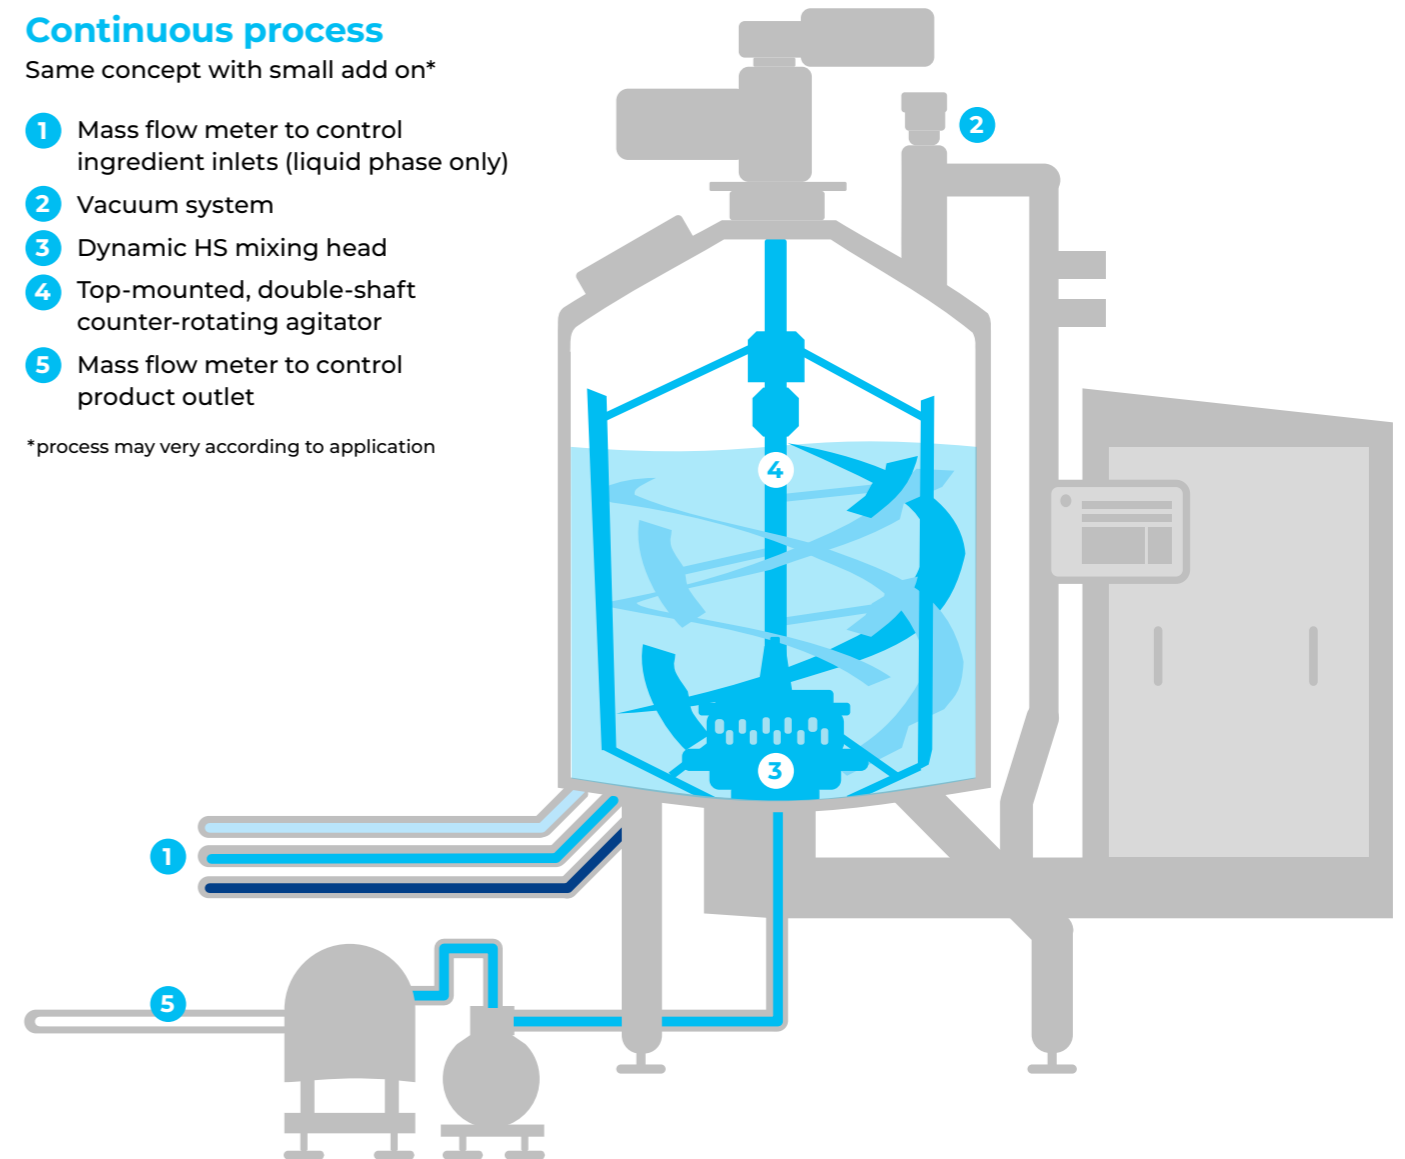 Continuous process
Same concept with small add on*
1 Mass flow meter to control
ingredient inlets (liquid phase only)
2 Vacuum system
3 Dynamic HS mixing head
4 Top-mounted, double-shaft
counter-rotating agitator
5 Mass flow meter to control
product outlet
*process may very according to application
2
4
3
1
5